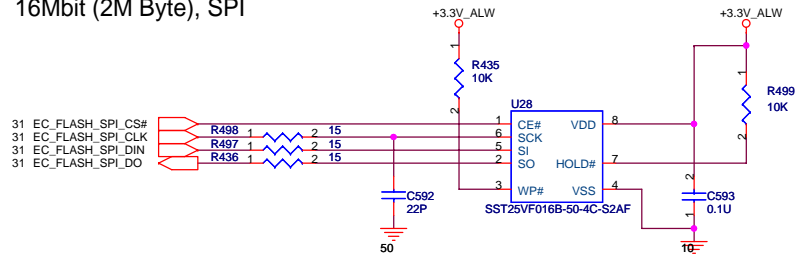 16Mbit (2M Byte), SPI
+3.3V_ALW
+3.3V_ALW
1
R435
10K
2
1
R499
10K
2
U28
31 EC_FLASH_SPI_CS#
1 CE# VDD 8
31 EC_FLASH_SPI_CLK R498 1 2 15 6 SCK
31 EC_FLASH_SPI_DIN R497 1 2 15 5 SI
31 EC_FLASH_SPI_DO R436 1 2 15 2 SO HOLD# 7
3 WP# VSS 4
SST25VF016B-50-4C-S2AF
C592
22P
2
C593
0.1U
1
50
10